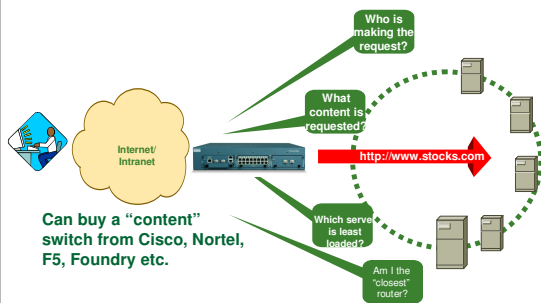 Who is
making the
request?
What
content is
requested?
Internet/
Intranet
http://www.stocks.com
Can buy a “content”
switch from Cisco, Nortel,
F5, Foundry etc.
Which serve
is least
loaded?
Am I the
“closest”
router?